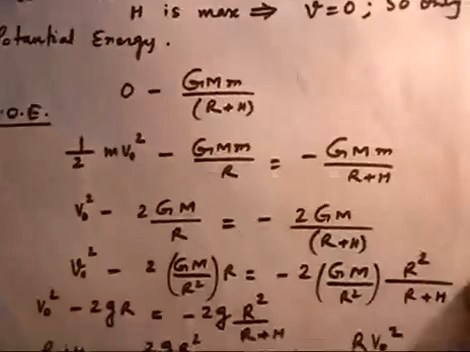 H is max ⇒ V=0; So only
Potential Energy.
0 - GMm/(R+H)
.O.E.
1/2 mv₀² - GMm/R = - GMm/R+H
v₀² - 2GM/R = - 2GM/(R+H)
v₀² - 2(GM/R²)R = -2(GM/R²) R²/R+H
v₀² - 2gR = -2g R²/R+H
2gR² Rv₀²